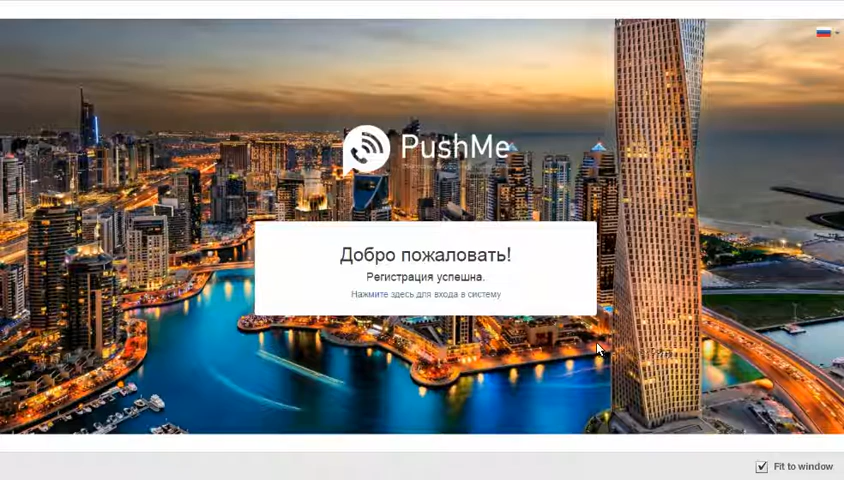 PushMe
Добро пожаловать!
Регистрация успешна.
Нажмите здесь для входа в систему
Fit to window